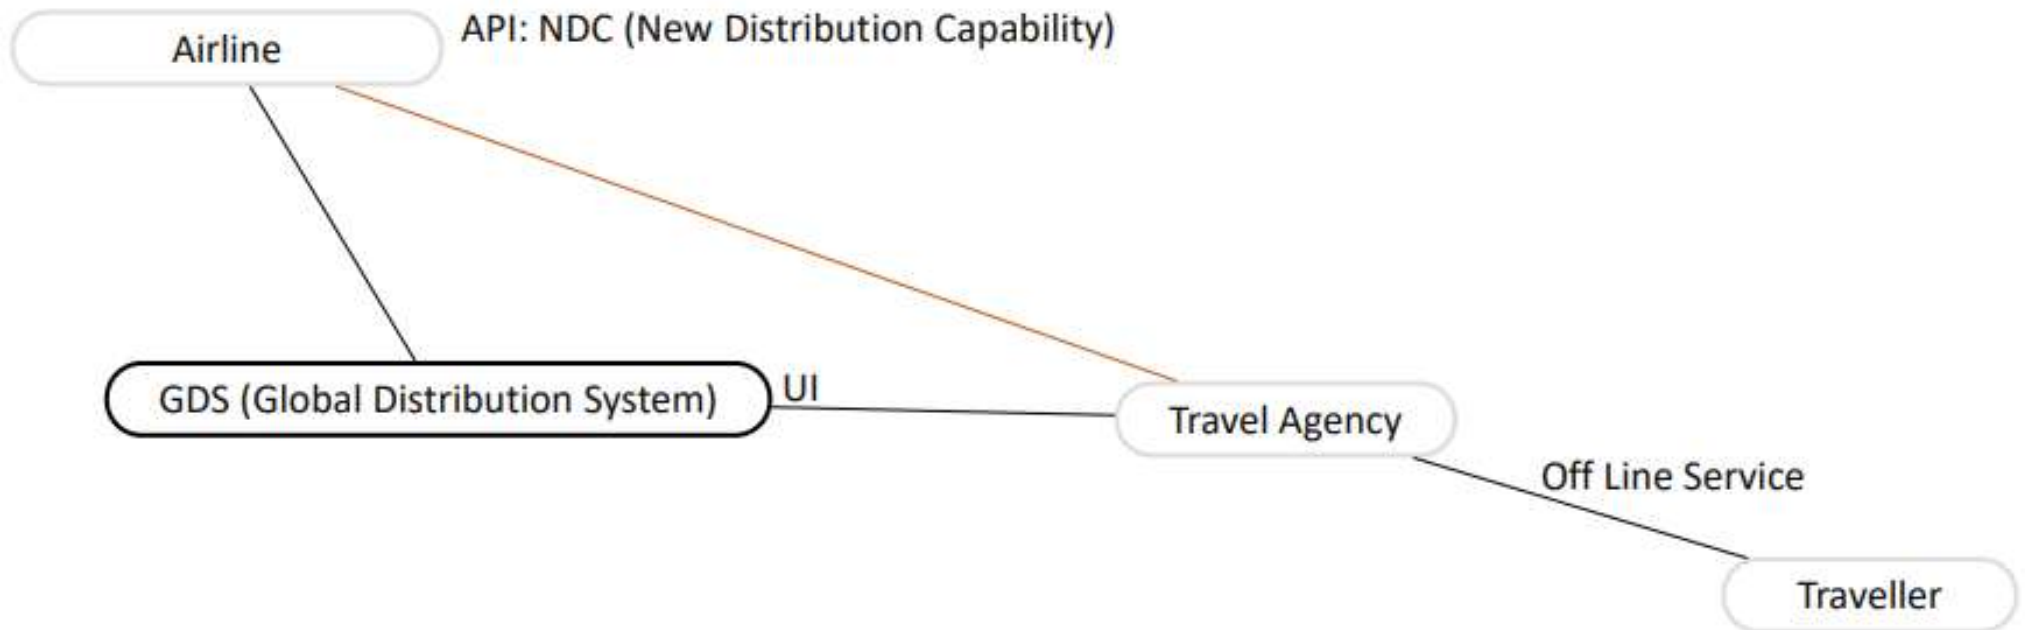 Airline
API: NDC (New Distribution Capability)
GDS (Global Distribution System)
UI
Travel Agency
Off Line Service
Traveller